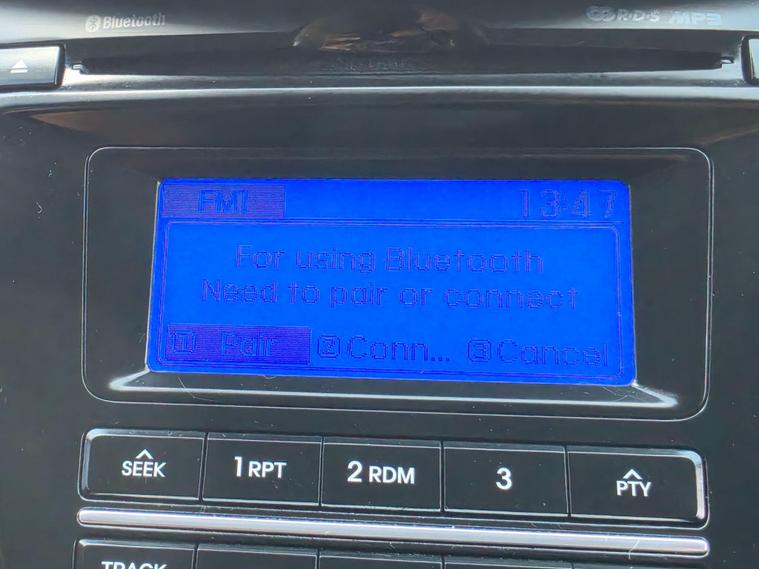 Bluetooth
R·D·S MP3
FM1 13:47
For using Bluetooth
Need to pair or connect
1 Pair 2 Conn... 3 Cancel
SEEK 1 RPT 2 RDM 3 PTY
TRACK